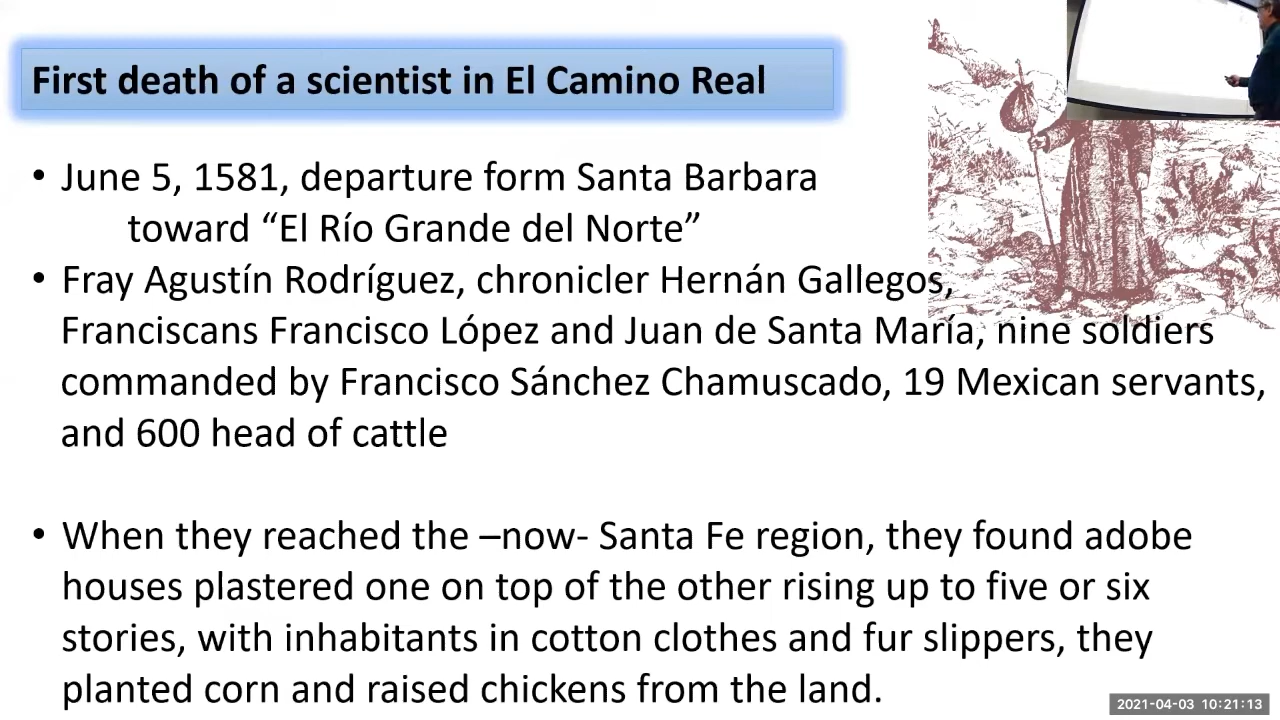 First death of a scientist in El Camino Real
• June 5, 1581, departure form Santa Barbara
toward “El Río Grande del Norte”
• Fray Agustín Rodríguez, chronicler Hernán Gallegos,
Franciscans Francisco López and Juan de Santa María, nine soldiers
commanded by Francisco Sánchez Chamuscado, 19 Mexican servants,
and 600 head of cattle
• When they reached the –now- Santa Fe region, they found adobe
houses plastered one on top of the other rising up to five or six
stories, with inhabitants in cotton clothes and fur slippers, they
planted corn and raised chickens from the land.
2021-04-03 10:21:13